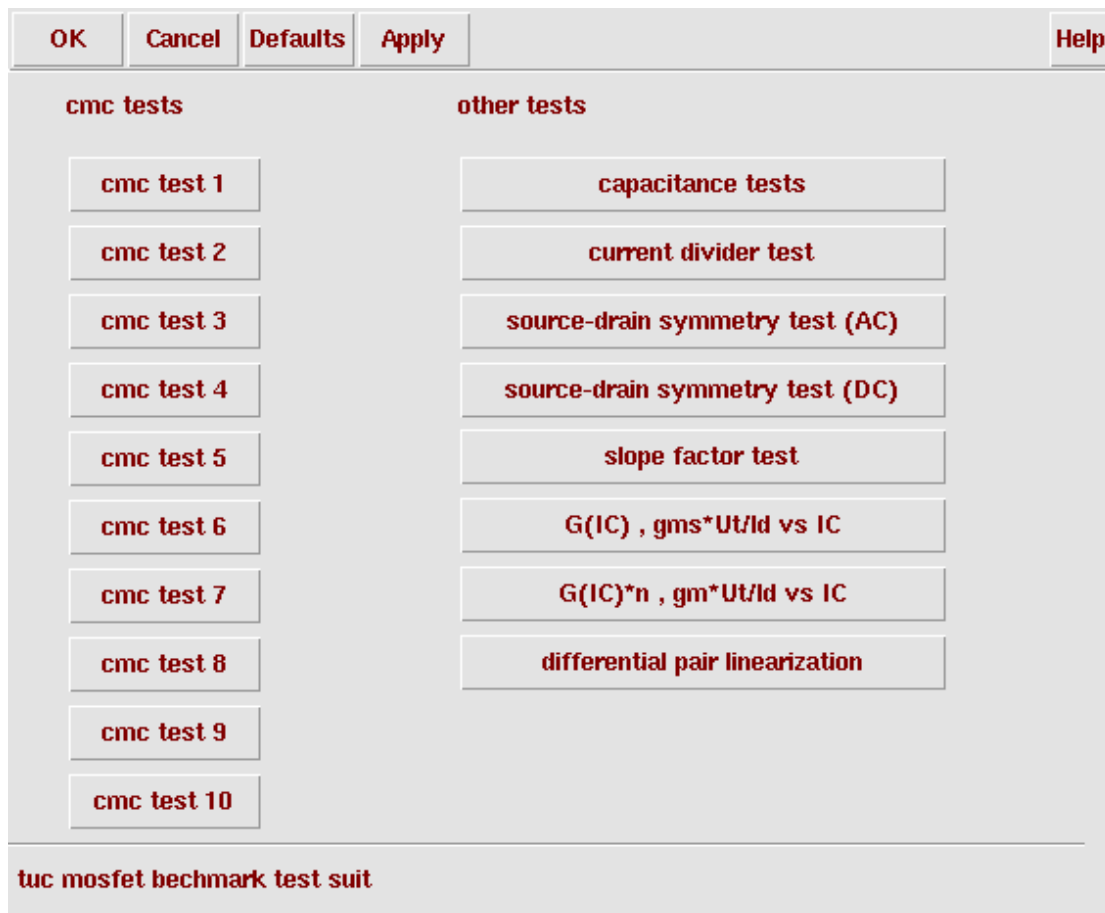 OK Cancel Defaults Apply Help
cmc tests
other tests
cmc test 1
cmc test 2
cmc test 3
cmc test 4
cmc test 5
cmc test 6
cmc test 7
cmc test 8
cmc test 9
cmc test 10
capacitance tests
current divider test
source-drain symmetry test (AC)
source-drain symmetry test (DC)
slope factor test
G(IC) , gms*Ut/Id vs IC
G(IC)*n , gm*Ut/Id vs IC
differential pair linearization
tuc mosfet bechmark test suit